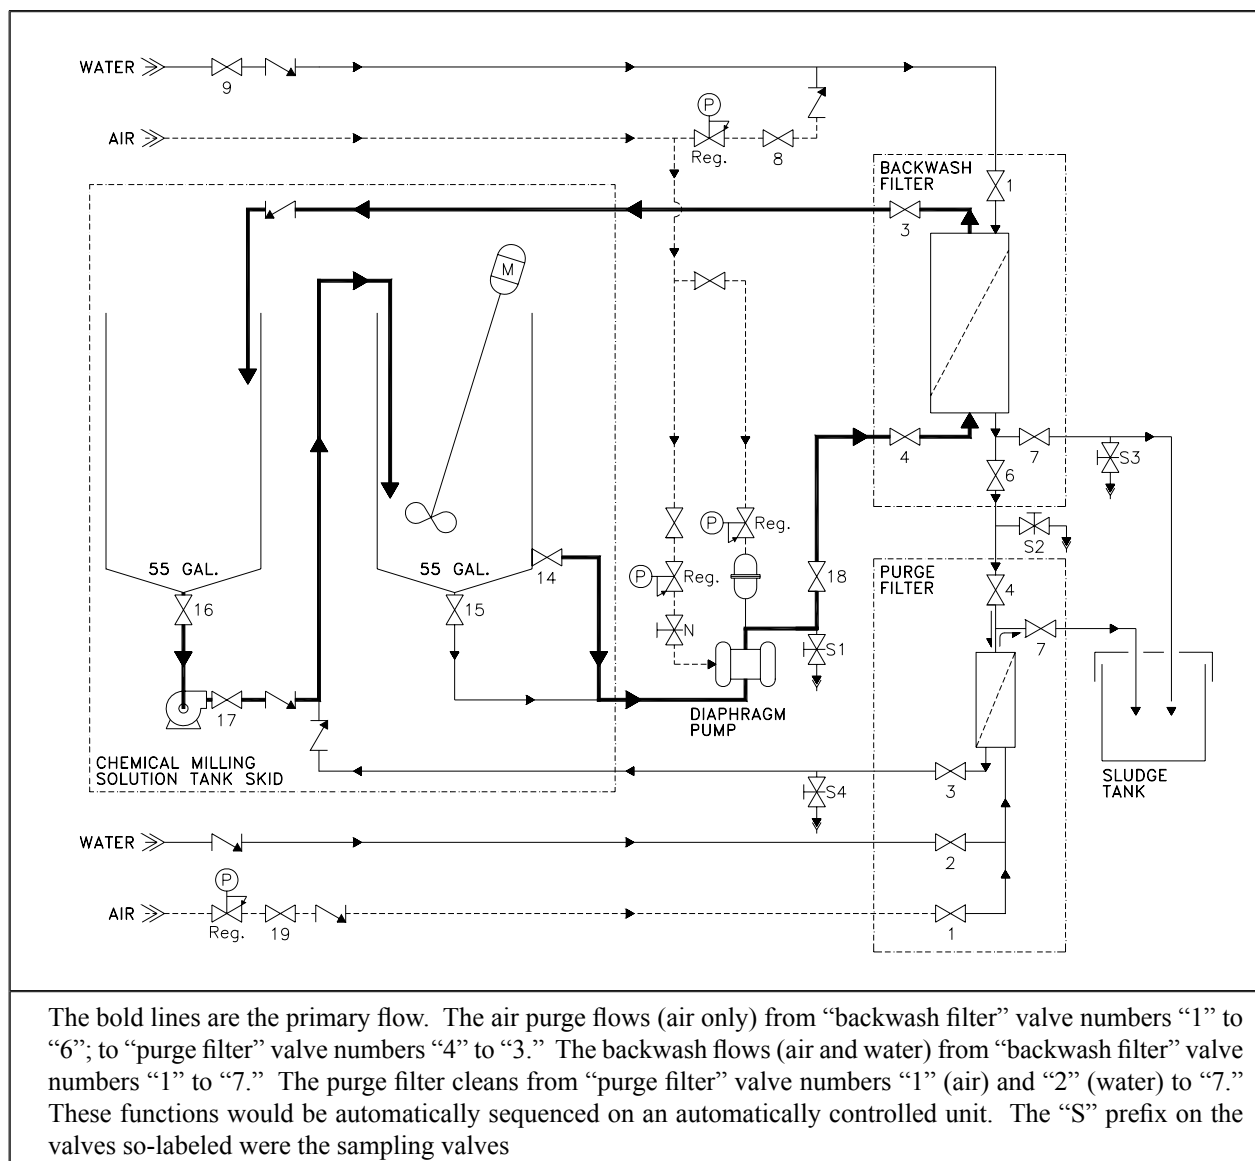 WATER
9
P
AIR
Reg.
8
BACKWASH
FILTER
1
3
M
4
7
S3
6
P
Reg.
S2
55 GAL.
55 GAL.
14
P
Reg.
18
PURGE
FILTER
4
16
15
N
S1
7
17
DIAPHRAGM
PUMP
CHEMICAL MILLING
SOLUTION TANK SKID
3
S4
SLUDGE
TANK
WATER
2
P
AIR
Reg.
19
1
The bold lines are the primary flow. The air purge flows (air only) from “backwash filter” valve numbers “1” to
“6”; to “purge filter” valve numbers “4” to “3.” The backwash flows (air and water) from “backwash filter” valve
numbers “1” to “7.” The purge filter cleans from “purge filter” valve numbers “1” (air) and “2” (water) to “7.”
These functions would be automatically sequenced on an automatically controlled unit. The “S” prefix on the
valves so-labeled were the sampling valves